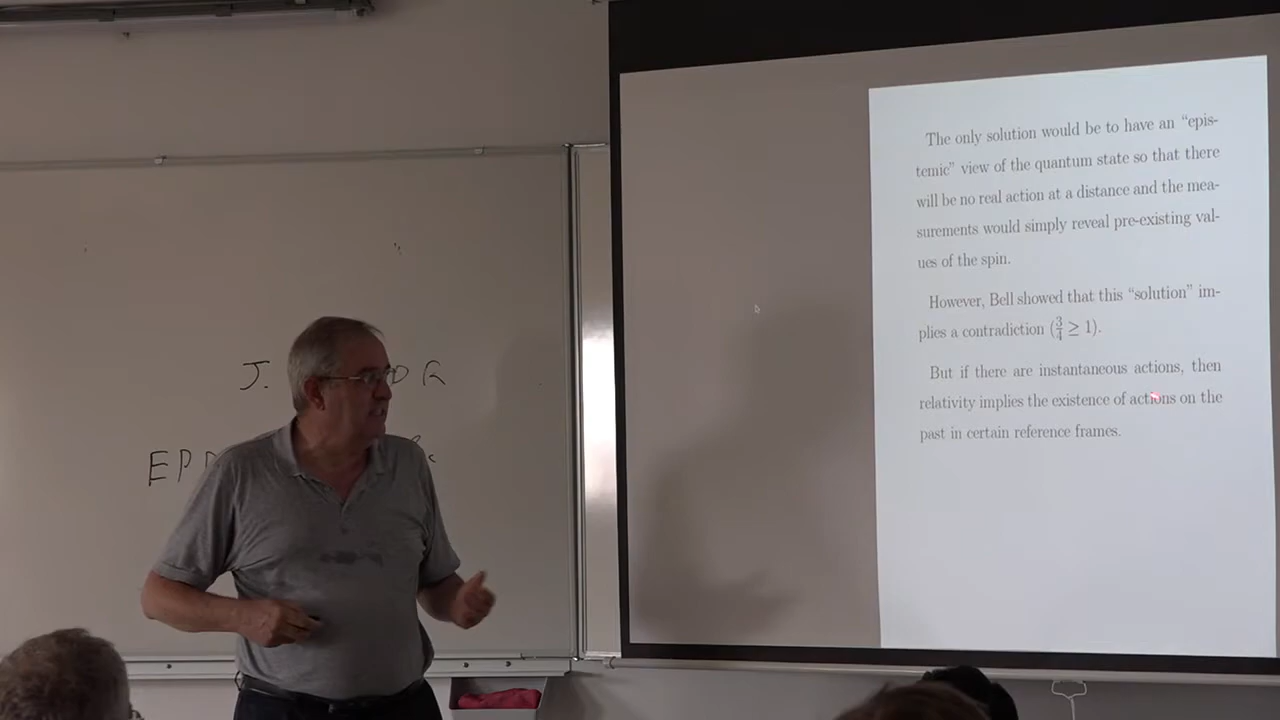 The only solution would be to have an “epis-
temic” view of the quantum state so that there
will be no real action at a distance and the mea-
surements would simply reveal pre-existing val-
ues of the spin.
However, Bell showed that this “solution” im-
plies a contradiction (3/4 ≥ 1).
But if there are instantaneous actions, then
relativity implies the existence of actions on the
past in certain reference frames.
J.